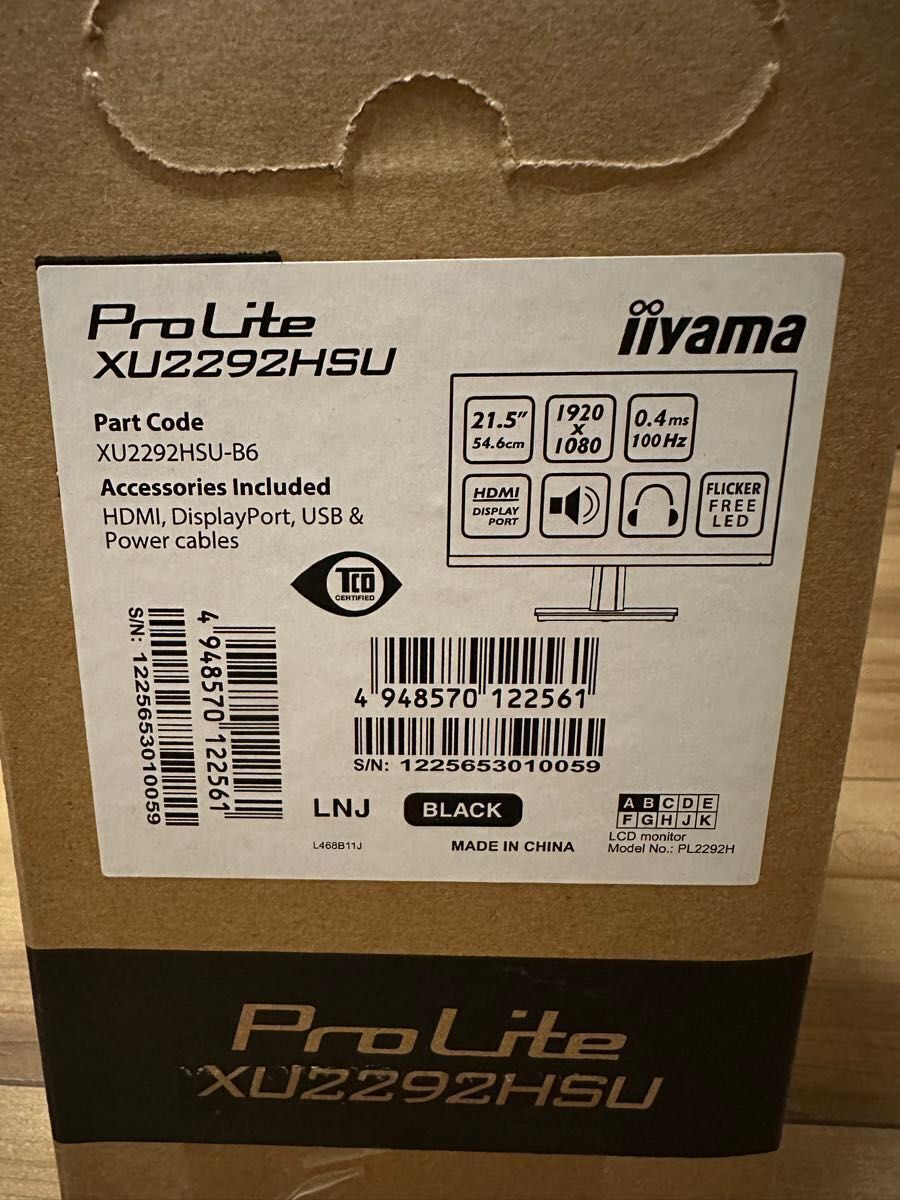 ProLite
XU2292HSU
iiyama
Part Code
XU2292HSU-B6
Accessories Included
HDMI, DisplayPort, USB &
Power cables
21.5"
54.6cm
1920
x
1080
0.4ms
100Hz
HDMI
DISPLAY
PORT
FLICKER
FREE
LED
TCO
CERTIFIED
S/N: 1225653010059
4 948570 122561
4 948570 122561
S/N: 1225653010059
LNJ
BLACK
A B C D E
F G H J K
L468B11J
MADE IN CHINA
LCD monitor
Model No.: PL2292H
ProLite
XU2292HSU